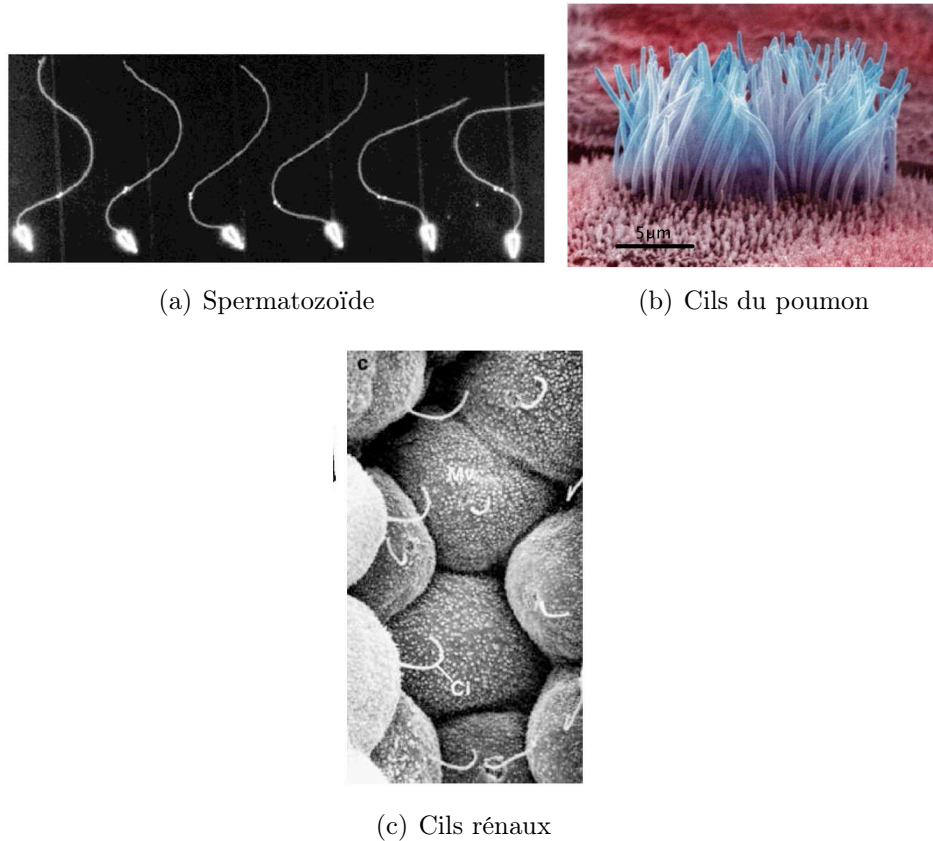 5µm
(a) Spermatozoïde
(b) Cils du poumon
c
Mv
Cl
(c) Cils rénaux